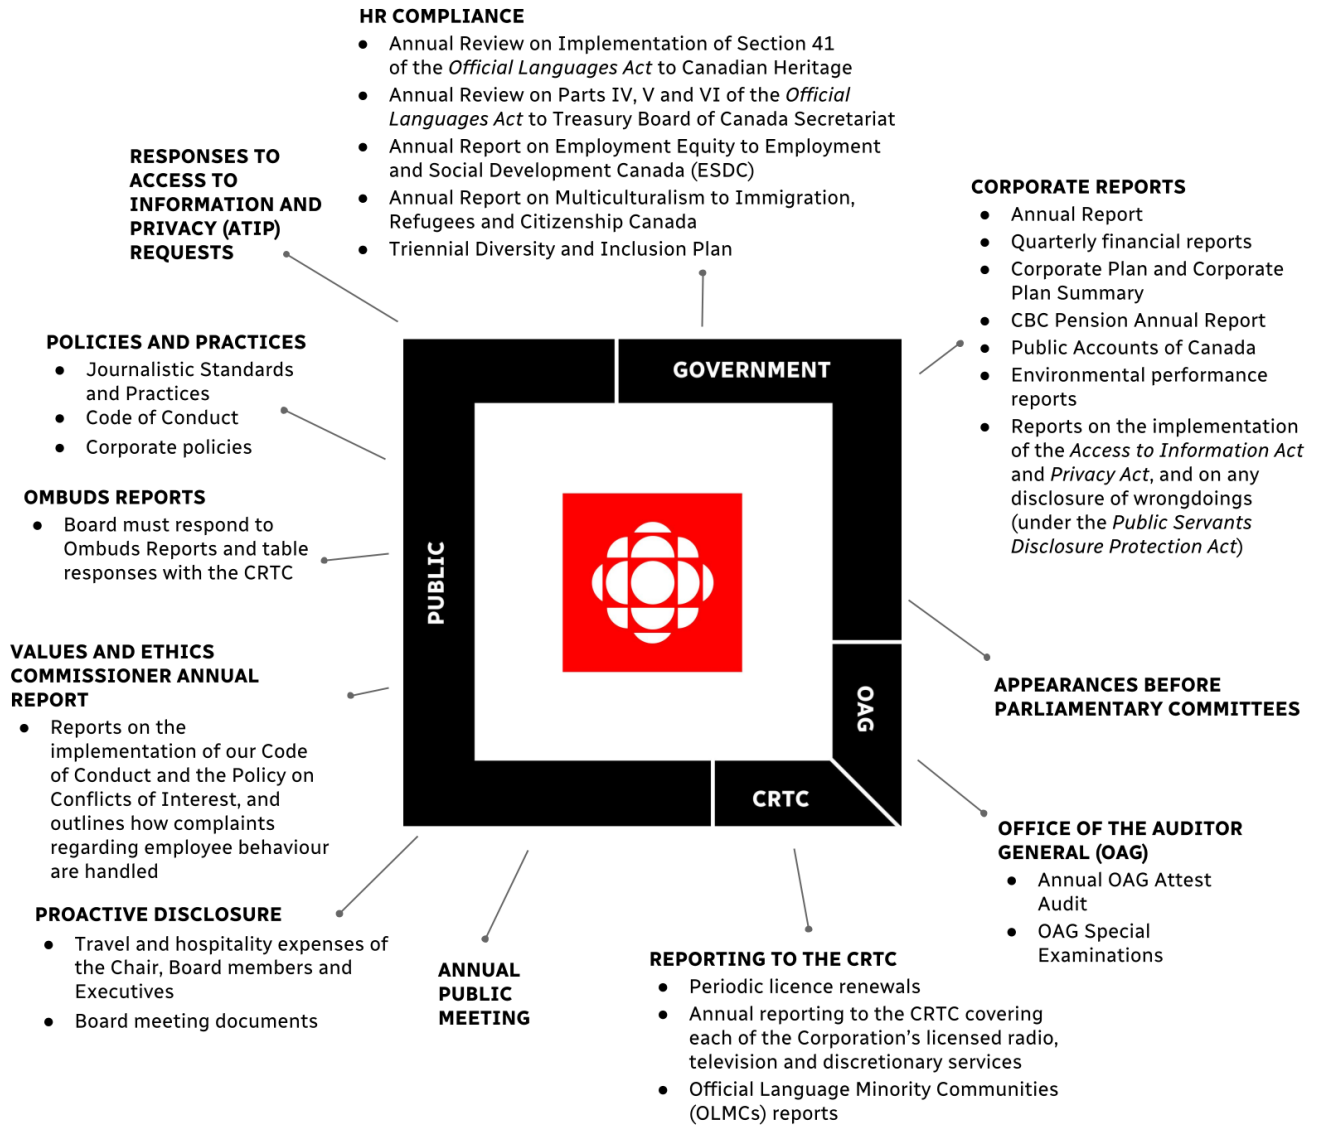 HR COMPLIANCE
● Annual Review on Implementation of Section 41
of the Official Languages Act to Canadian Heritage
● Annual Review on Parts IV, V and VI of the Official
Languages Act to Treasury Board of Canada Secretariat
● Annual Report on Employment Equity to Employment
and Social Development Canada (ESDC)
● Annual Report on Multiculturalism to Immigration,
Refugees and Citizenship Canada
● Triennial Diversity and Inclusion Plan
RESPONSES TO
ACCESS TO
INFORMATION AND
PRIVACY (ATIP)
REQUESTS
CORPORATE REPORTS
● Annual Report
● Quarterly financial reports
● Corporate Plan and Corporate
Plan Summary
● CBC Pension Annual Report
● Public Accounts of Canada
● Environmental performance
reports
● Reports on the implementation
of the Access to Information Act
and Privacy Act, and on any
disclosure of wrongdoings
(under the Public Servants
Disclosure Protection Act)
POLICIES AND PRACTICES
● Journalistic Standards
and Practices
● Code of Conduct
● Corporate policies
OMBUDS REPORTS
● Board must respond to
Ombuds Reports and table
responses with the CRTC
VALUES AND ETHICS
COMMISSIONER ANNUAL
REPORT
● Reports on the
implementation of our Code
of Conduct and the Policy on
Conflicts of Interest, and
outlines how complaints
regarding employee behaviour
are handled
PROACTIVE DISCLOSURE
● Travel and hospitality expenses of
the Chair, Board members and
Executives
● Board meeting documents
GOVERNMENT
PUBLIC
OAG
CRTC
APPEARANCES BEFORE
PARLIAMENTARY COMMITTEES
OFFICE OF THE AUDITOR
GENERAL (OAG)
● Annual OAG Attest
Audit
● OAG Special
Examinations
ANNUAL
PUBLIC
MEETING
REPORTING TO THE CRTC
● Periodic licence renewals
● Annual reporting to the CRTC covering
each of the Corporation's licensed radio,
television and discretionary services
● Official Language Minority Communities
(OLMCs) reports